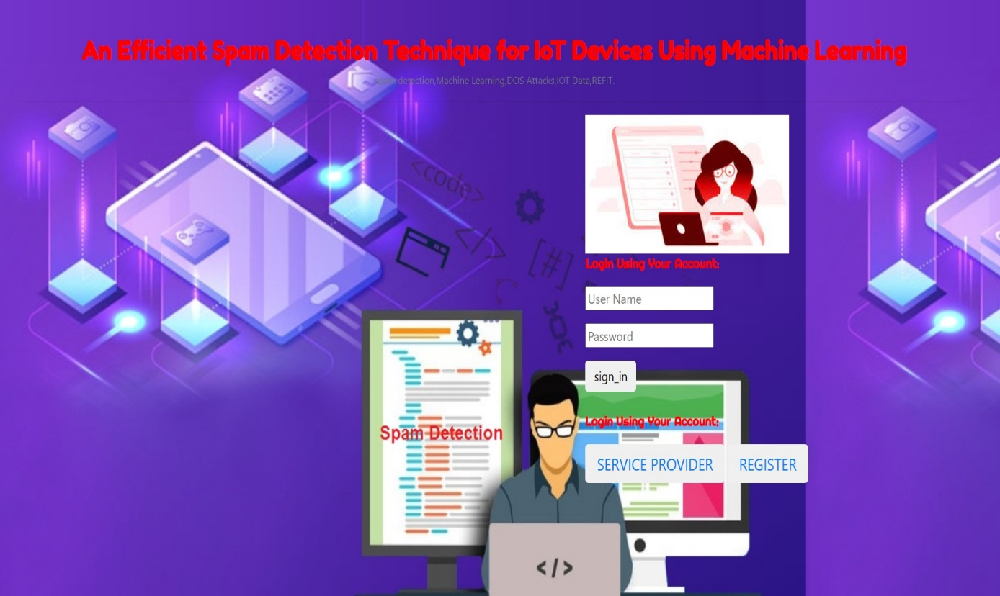 An Efficient Spam Detection Technique for IoT Devices Using Machine Learning
spam detection,Machine Learning,DOS Attacks,IOT Data,REFIT.
<code>
</>
[#]
Login Using Your Account:
User Name
Password
sign_in
Login Using Your Account:
Spam Detection
SERVICE PROVIDER
REGISTER
</>